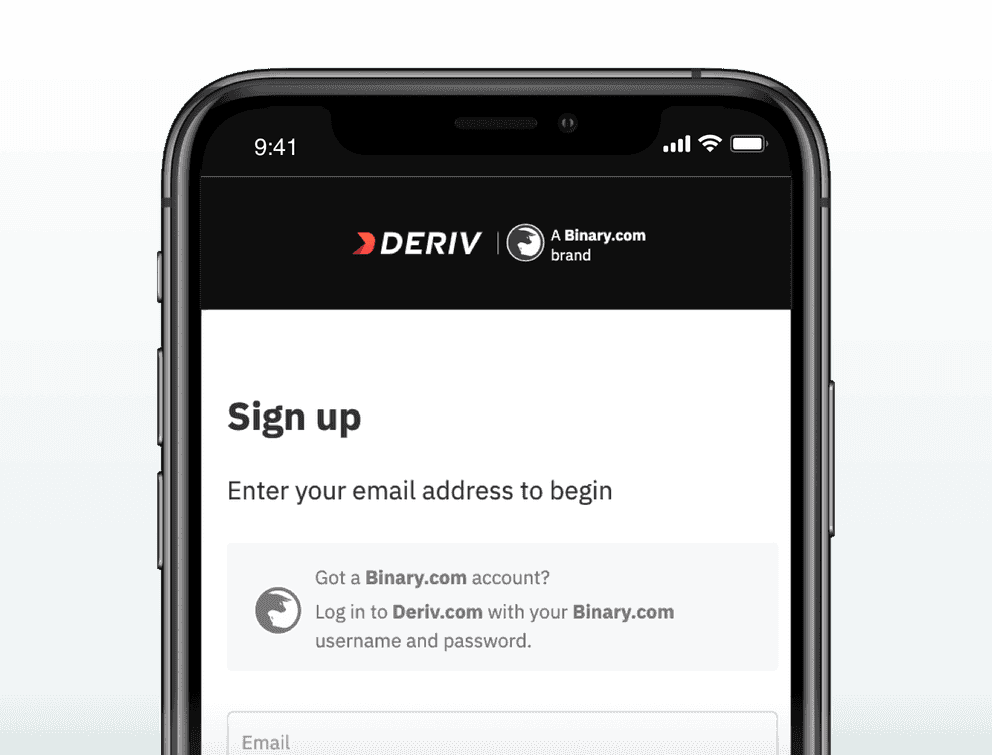 9:41
DERIV
A Binary.com
brand
Sign up
Enter your email address to begin
Got a Binary.com account?
Log in to Deriv.com with your Binary.com
username and password.
Email